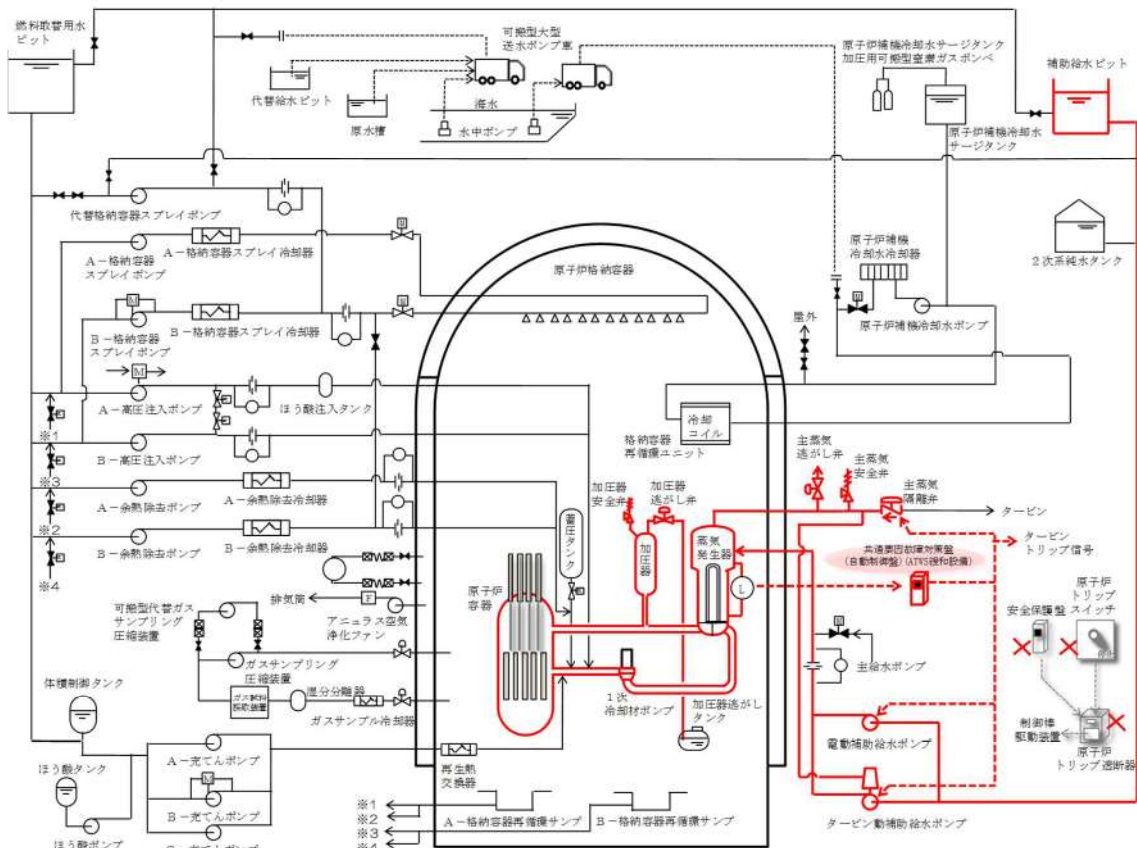 燃料取替用水
ピット
可搬型大型
送水ポンプ車
原子炉補機冷却水サージタンク
加圧用可搬型窒素ガスボンベ
補助給水ピット
代替給水ピット
原水槽
海水
水中ポンプ
原子炉補機冷却水
サージタンク
代替格納容器スプレイポンプ
A-格納容器
スプレイポンプ
A-格納容器スプレイ冷却器
原子炉格納容器
原子炉補機
冷却水冷却器
2次系純水タンク
M
B-格納容器
スプレイポンプ
B-格納容器スプレイ冷却器
原子炉補機冷却水ポンプ
屋外
M
A-高圧注入ポンプ
ほう酸注入タンク
冷却
コイル
格納容器
再循環ユニット
※1
B-高圧注入ポンプ
※3
A-余熱除去ポンプ
A-余熱除去冷却器
※2
B-余熱除去ポンプ
B-余熱除去冷却器
※4
加圧器
安全弁
加圧器
逃がし弁
主蒸気
逃がし弁
主蒸気
安全弁
主蒸気
隔離弁
タービン
タービン
トリップ信号
蓄圧タンク
加圧器
蒸気
発生器
L
共通要因故障対策盤
(自動制御盤)(ATWS緩和設備)
原子炉
トリップ
スイッチ
安全保護盤
原子炉
容器
排気筒
F
アニュラス空気
浄化ファン
可搬型代替ガス
サンプリング
圧縮装置
ガスサンプリング
圧縮装置
ガス試料
採取装置
湿分分離器
ガスサンプル冷却器
1次
冷却材ポンプ
加圧器逃がし
タンク
主給水ポンプ
電動補助給水ポンプ
制御棒
駆動装置
原子炉
トリップ遮断器
体積制御タンク
A-充てんポンプ
M
B-充てんポンプ
ほう酸タンク
ほう酸ポンプ
再生熱
交換器
※1
※2
※3
※4
A-格納容器再循環サンプ
B-格納容器再循環サンプ
タービン動補助給水ポンプ